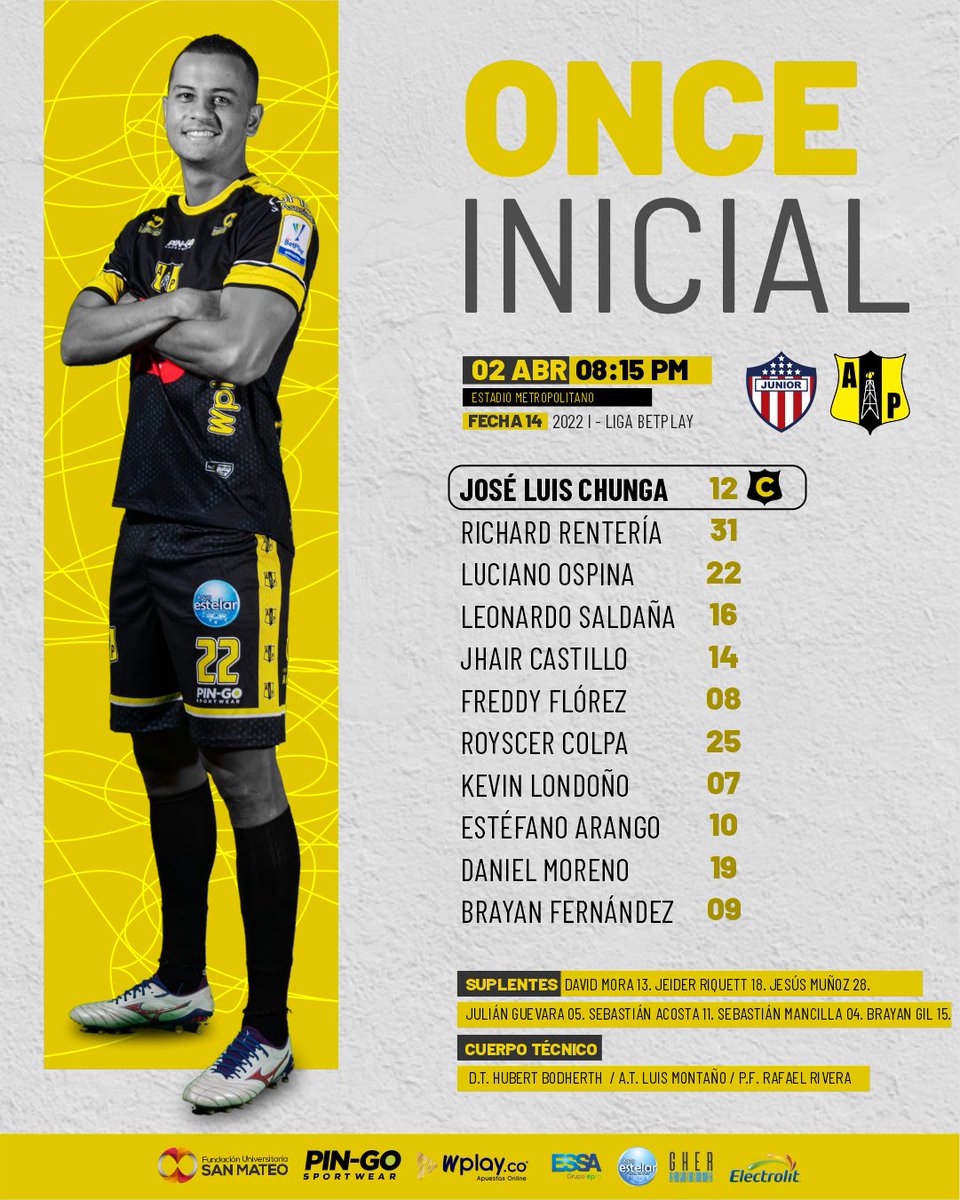 ONCE
INICIAL
02 ABR 08:15 PM
ESTADIO METROPOLITANO
FECHA 14 2022 I - LIGA BETPLAY
JUNIOR
A P
JOSÉ LUIS CHUNGA 12 C
RICHARD RENTERÍA 31
LUCIANO OSPINA 22
LEONARDO SALDAÑA 16
JHAIR CASTILLO 14
FREDDY FLÓREZ 08
ROYSCER COLPA 25
KEVIN LONDOÑO 07
ESTÉFANO ARANGO 10
DANIEL MORENO 19
BRAYAN FERNÁNDEZ 09
SUPLENTES DAVID MORA 13. JEIDER RIQUETT 18. JESÚS MUÑOZ 28.
JULIÁN GUEVARA 05. SEBASTIÁN ACOSTA 11. SEBASTIÁN MANCILLA 04. BRAYAN GIL 15.
CUERPO TÉCNICO
D.T. HUBERT BODHERTH / A.T. LUIS MONTAÑO / P.F. RAFAEL RIVERA
PIN-GO
BetPlay
A P
wpl
estelar
22
PIN-GO
SPORTWEAR
Fundación Universitaria
SAN MATEO
PIN-GO
SPORTWEAR
Wplay.co
Apuestas Online
ESSA
Grupo epm
estelar
GHER
Electrolit